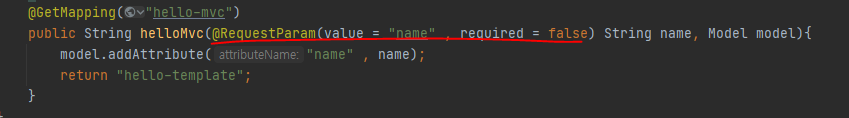 @GetMapping("hello-mvc")
public String helloMvc(@RequestParam(value = "name" , required = false) String name, Model model){
model.addAttribute( attributeName: "name" , name);
return "hello-template";
}